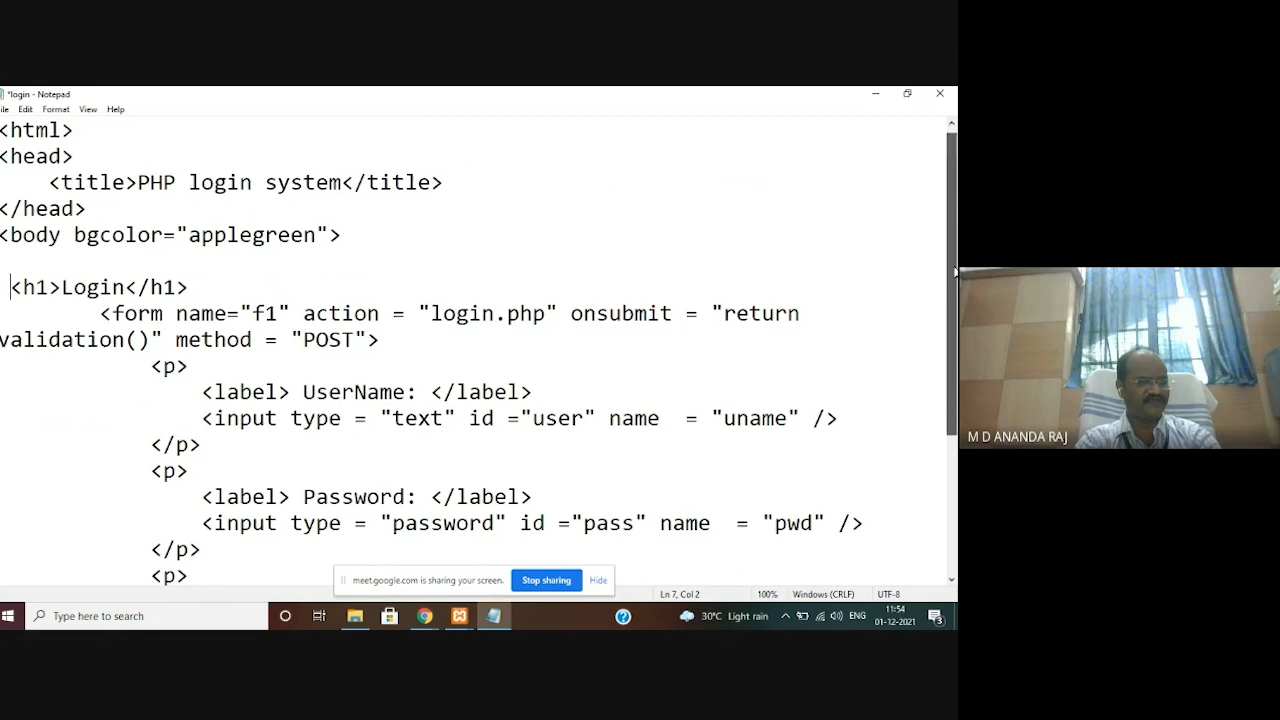 *login - Notepad
ile Edit Format View Help
<html>
<head>
<title>PHP login system</title>
</head>
<body bgcolor="applegreen">
<h1>Login</h1>
<form name="f1" action = "login.php" onsubmit = "return
validation()" method = "POST">
<p>
<label> UserName: </label>
<input type = "text" id ="user" name  = "uname" />
</p>
<p>
<label> Password: </label>
<input type = "password" id ="pass" name  = "pwd" />
</p>
<p>
meet.google.com is sharing your screen. Stop sharing Hide
Ln 7, Col 2 100% Windows (CRLF) UTF-8
Type here to search 30°C Light rain ENG 11:54
01-12-2021 3
M D ANANDA RAJ